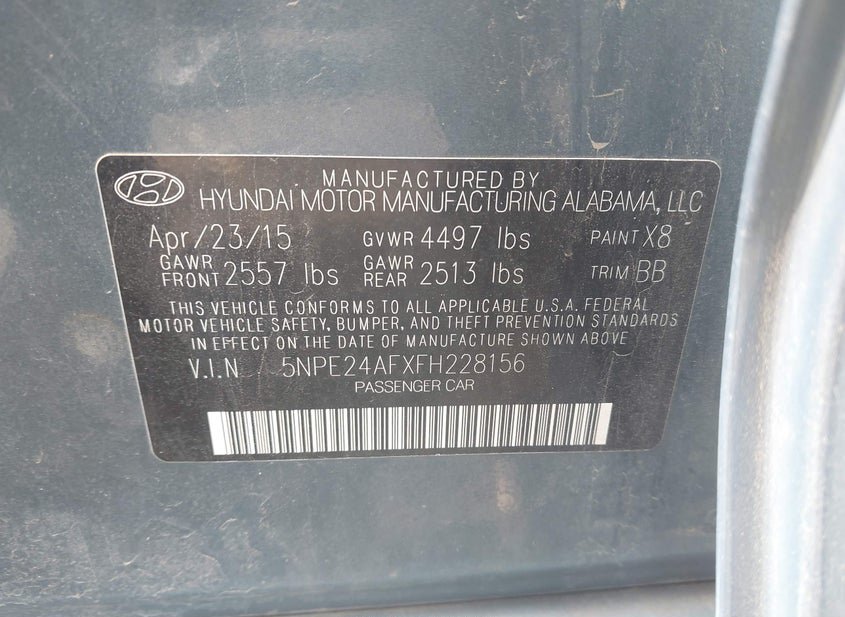 MANUFACTURED BY
HYUNDAI MOTOR MANUFACTURING ALABAMA, LLC
Apr/23/15 GVWR 4497 lbs PAINT X8
GAWR FRONT 2557 lbs GAWR REAR 2513 lbs TRIM BB
THIS VEHICLE CONFORMS TO ALL APPLICABLE U.S.A. FEDERAL
MOTOR VEHICLE SAFETY, BUMPER, AND THEFT PREVENTION STANDARDS
IN EFFECT ON THE DATE OF MANUFACTURE SHOWN ABOVE
V.I.N 5NPE24AFXFH228156
PASSENGER CAR